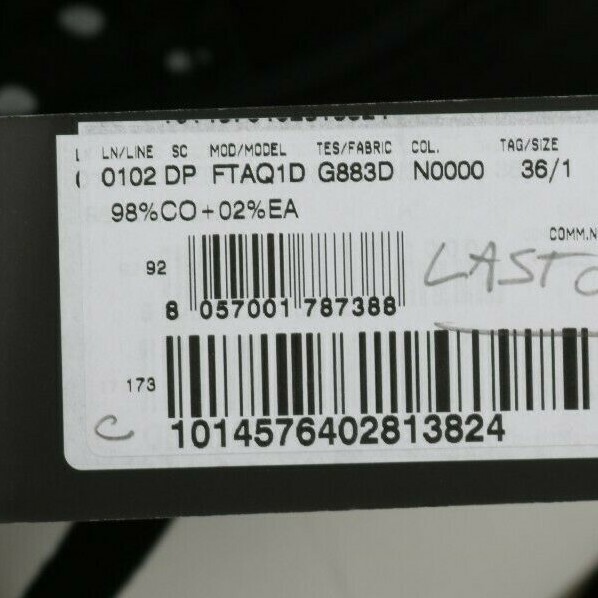 LN/LINE SC MOD/MODEL TES/FABRIC COL. TAG/SIZE
0102 DP FTAQ1D G883D N0000 36/1
98%CO+02%EA
COMM.N
92
LAST
8 057001 787388
173
C
1014576402813824